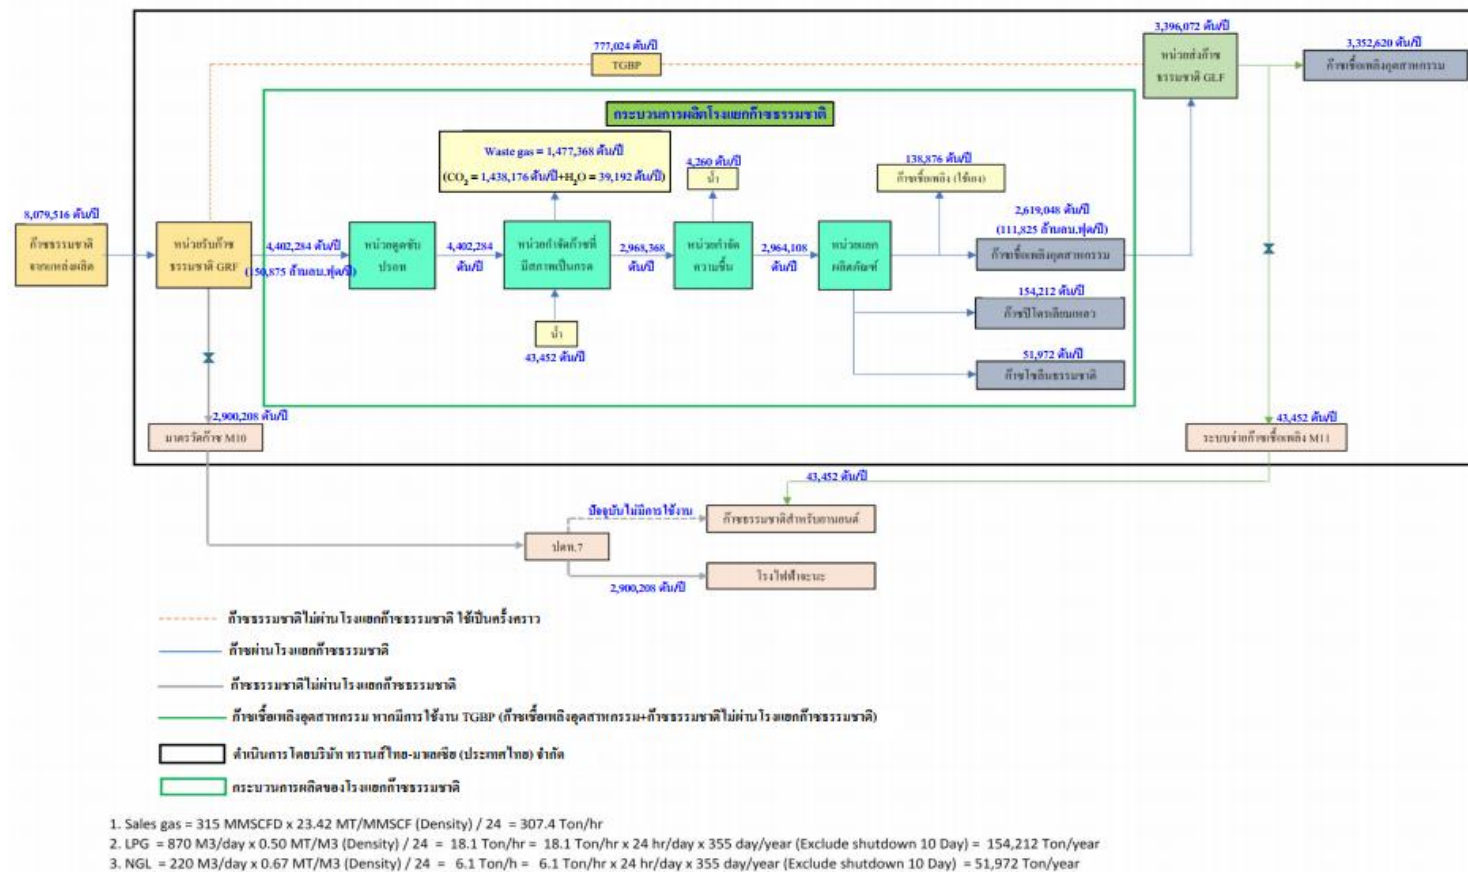 777,024 ตัน/ปี
TGBP
3,396,072 ตัน/ปี
หน่วยส่งก๊าซ
ธรรมชาติ GLF
3,352,620 ตัน/ปี
ก๊าซเชื้อเพลิงอุตสาหกรรม
กระบวนการผลิตโรงแยกก๊าซธรรมชาติ
Waste gas = 1,477,368 ตัน/ปี
(CO2 = 1,438,176 ตัน/ปี+H2O = 39,192 ตัน/ปี)
4,260 ตัน/ปี
น้ำ
138,876 ตัน/ปี
ก๊าซเชื้อเพลิง (ใช้เอง)
8,079,516 ตัน/ปี
ก๊าซธรรมชาติ
จากแหล่งผลิต
หน่วยรับก๊าซ
ธรรมชาติ GRF
4,402,284 ตัน/ปี
(150,875 ล้านลบ.ฟุต/ปี)
หน่วยดูดซับ
ปรอท
4,402,284
ตัน/ปี
หน่วยกำจัดก๊าซที่
มีสภาพเป็นกรด
2,968,368
ตัน/ปี
หน่วยกำจัด
ความชื้น
2,964,108
ตัน/ปี
หน่วยแยก
ผลิตภัณฑ์
2,619,048 ตัน/ปี
(111,825 ล้านลบ.ฟุต/ปี)
ก๊าซเชื้อเพลิงอุตสาหกรรม
154,212 ตัน/ปี
ก๊าซปิโตรเลียมเหลว
น้ำ
43,452 ตัน/ปี
51,972 ตัน/ปี
ก๊าซโซลีนธรรมชาติ
2,900,208 ตัน/ปี
มาตรวัดก๊าซ M10
43,452 ตัน/ปี
ระบบจ่ายก๊าซเชื้อเพลิง M11
43,452 ตัน/ปี
ปัจจุบันไม่มีการใช้งาน
ก๊าซธรรมชาติสำหรับยานยนต์
ปตท.7
2,900,208 ตัน/ปี
โรงไฟฟ้าจะนะ
ก๊าซธรรมชาติไม่ผ่านโรงแยกก๊าซธรรมชาติ ใช้เป็นครั้งคราว
ก๊าซผ่านโรงแยกก๊าซธรรมชาติ
ก๊าซธรรมชาติไม่ผ่านโรงแยกก๊าซธรรมชาติ
ก๊าซเชื้อเพลิงอุตสาหกรรม หากมีการใช้งาน TGBP (ก๊าซเชื้อเพลิงอุตสาหกรรม+ก๊าซธรรมชาติไม่ผ่านโรงแยกก๊าซธรรมชาติ)
ดำเนินการโดยบริษัท ทรานส์ไทย-มาเลเซีย (ประเทศไทย) จำกัด
กระบวนการผลิตของโรงแยกก๊าซธรรมชาติ
1. Sales gas = 315 MMSCFD x 23.42 MT/MMSCF (Density) / 24 = 307.4 Ton/hr
2. LPG = 870 M3/day x 0.50 MT/M3 (Density) / 24 = 18.1 Ton/hr = 18.1 Ton/hr x 24 hr/day x 355 day/year (Exclude shutdown 10 Day) = 154,212 Ton/year
3. NGL = 220 M3/day x 0.67 MT/M3 (Density) / 24 = 6.1 Ton/h = 6.1 Ton/hr x 24 hr/day x 355 day/year (Exclude shutdown 10 Day) = 51,972 Ton/year